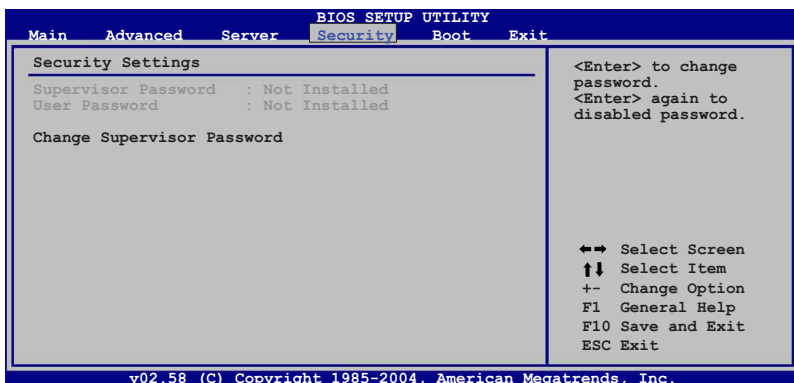 BIOS SETUP UTILITY
Main Advanced Server Security Boot Exit
Security Settings
Supervisor Password : Not Installed
User Password : Not Installed
Change Supervisor Password
<Enter> to change
password.
<Enter> again to
disabled password.
←→ Select Screen
↑↓ Select Item
+- Change Option
F1 General Help
F10 Save and Exit
ESC Exit
v02.58 (C) Copyright 1985-2004, American Megatrends, Inc.